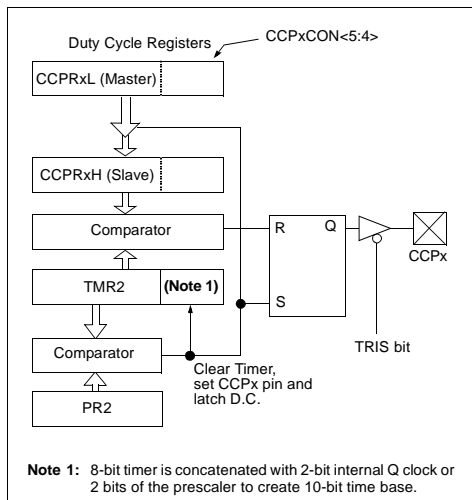 Duty Cycle Registers
CCPxCON<5:4>
CCPRxL (Master)
CCPRxH (Slave)
Comparator
R
Q
S
CCPx
TMR2
(Note 1)
TRIS bit
Comparator
Clear Timer,
set CCPx pin and
latch D.C.
PR2
Note 1: 8-bit timer is concatenated with 2-bit internal Q clock or
2 bits of the prescaler to create 10-bit time base.